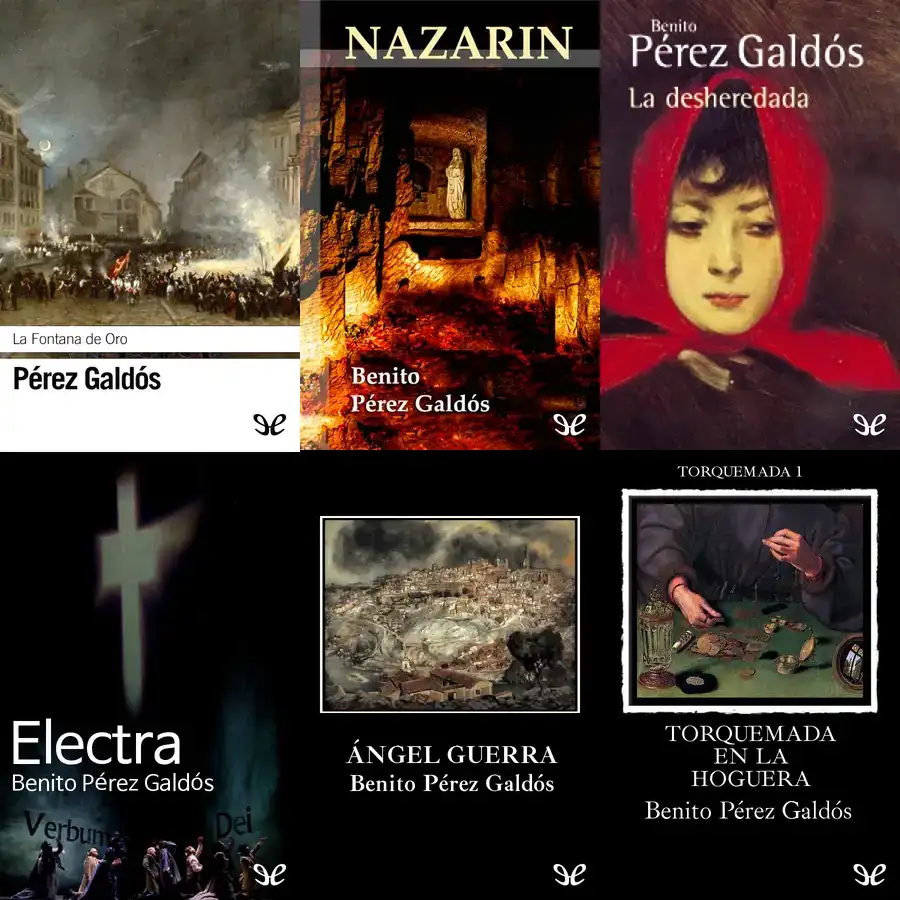 La Fontana de Oro
Pérez Galdós
NAZARIN
Benito
Pérez Galdós
Benito
Pérez Galdós
La desheredada
Electra
Benito Pérez Galdós
Verbum Dei
ÁNGEL GUERRA
Benito Pérez Galdós
TORQUEMADA 1
TORQUEMADA
EN LA
HOGUERA
Benito Pérez Galdós